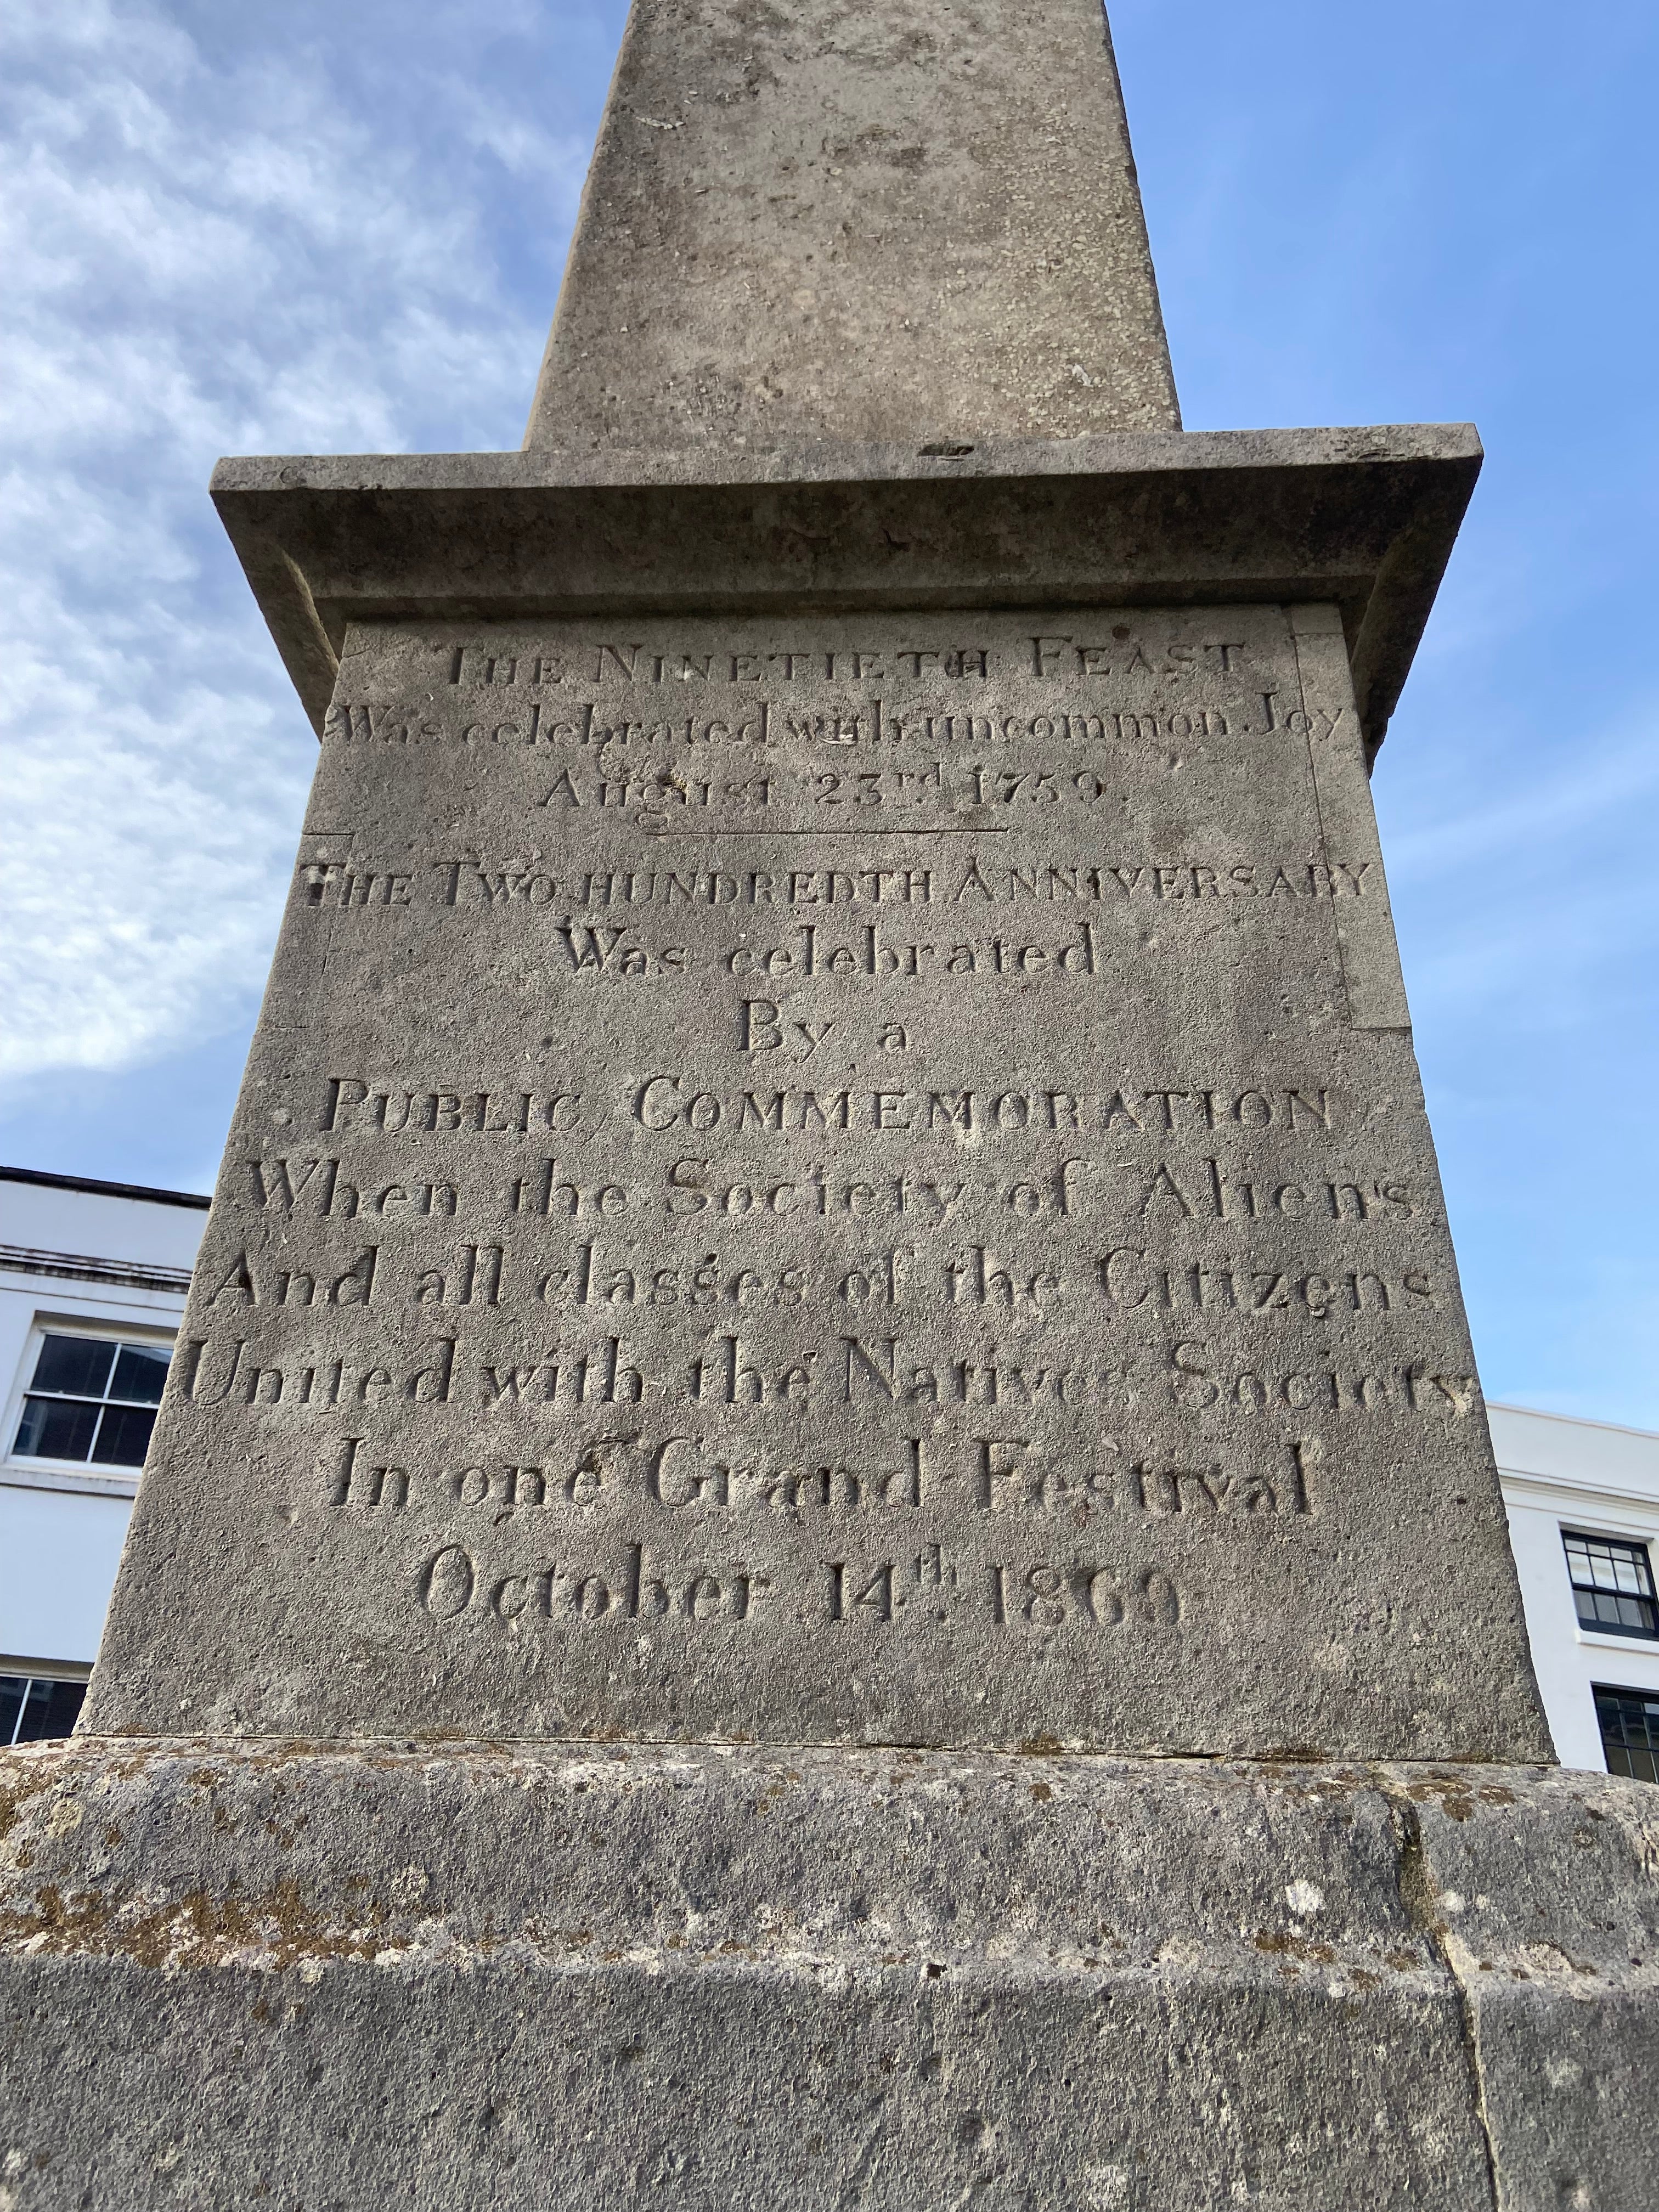 THE NINETIETH FEAST
Was celebrated with uncommon Joy
August 23rd. 1759.
THE TWO HUNDREDTH ANNIVERSARY
Was celebrated
By a
PUBLIC COMMEMORATION
When the Society of Aliens
And all classes of the Citizens
United with the Natives Society
In one Grand Festival
October 14th. 1869